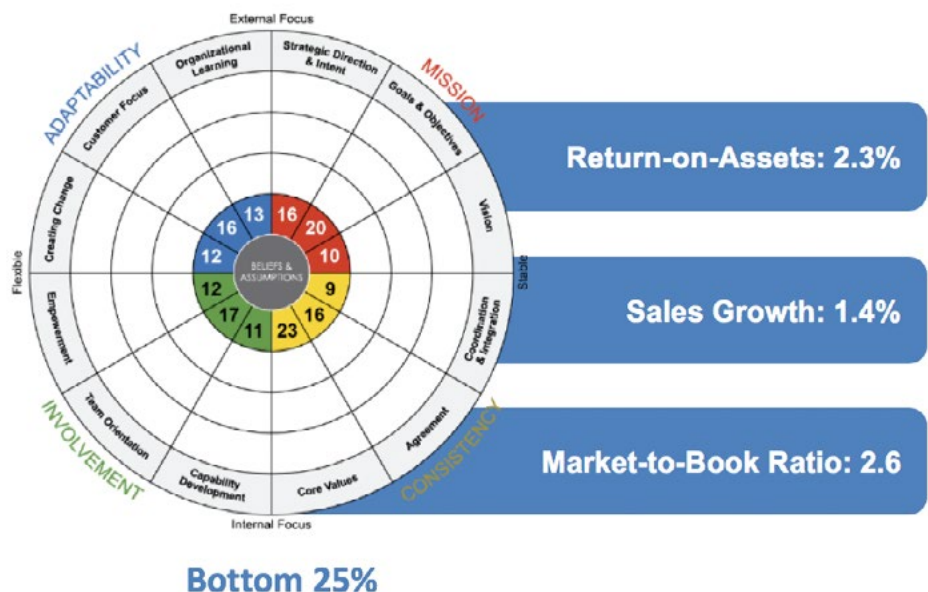 External Focus
ADAPTABILITY
MISSION
Organizational
Learning
Strategic Direction
& Intent
Customer Focus
Goals & Objectives
Creating Change
Vision
Return-on-Assets: 2.3%
13
16
16
20
12
10
BELIEFS &
ASSUMPTIONS
Flexible
Stable
12
9
17
16
11
23
Sales Growth: 1.4%
Empowerment
Coordination
& Integration
Team Orientation
Agreement
INVOLVEMENT
CONSISTENCY
Capability
Development
Core Values
Market-to-Book Ratio: 2.6
Internal Focus
Bottom 25%